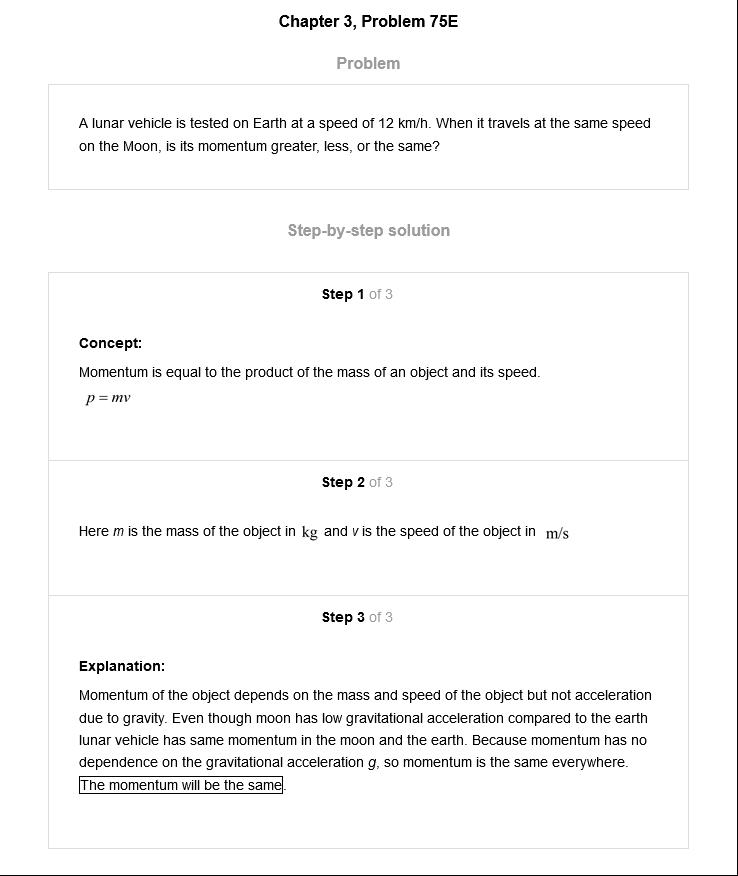 Chapter 3, Problem 75E
Problem
A lunar vehicle is tested on Earth at a speed of 12 km/h. When it travels at the same speed
on the Moon, is its momentum greater, less, or the same?
Step-by-step solution
Step 1 of 3
Concept:
Momentum is equal to the product of the mass of an object and its speed.
p = mv
Step 2 of 3
Here m is the mass of the object in kg and v is the speed of the object in m/s
Step 3 of 3
Explanation:
Momentum of the object depends on the mass and speed of the object but not acceleration
due to gravity. Even though moon has low gravitational acceleration compared to the earth
lunar vehicle has same momentum in the moon and the earth. Because momentum has no
dependence on the gravitational acceleration g, so momentum is the same everywhere.
The momentum will be the same.